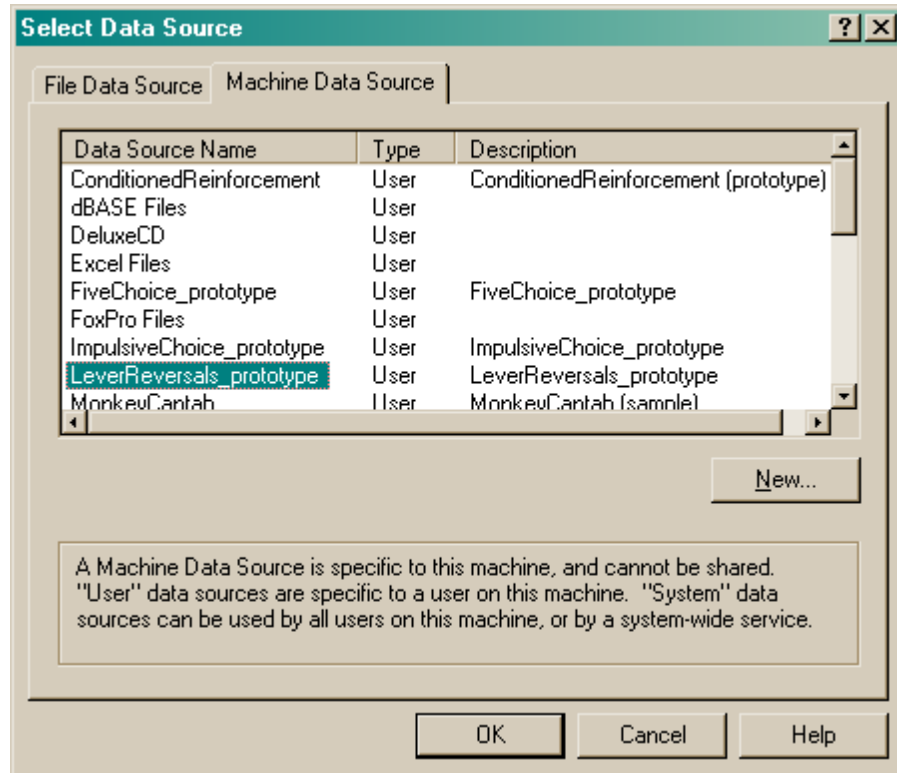 Select Data Source
File Data Source Machine Data Source
Data Source Name Type Description
ConditionedReinforcement User ConditionedReinforcement (prototype)
dBASE Files User
DeluxeCD User
Excel Files User
FiveChoice_prototype User FiveChoice_prototype
FoxPro Files User
ImpulsiveChoice_prototype User ImpulsiveChoice_prototype
LeverReversals_prototype User LeverReversals_prototype
MonkeyCantab User MonkeyCantab (sample)
New...
A Machine Data Source is specific to this machine, and cannot be shared.
"User" data sources are specific to a user on this machine. "System" data
sources can be used by all users on this machine, or by a system-wide service.
OK Cancel Help